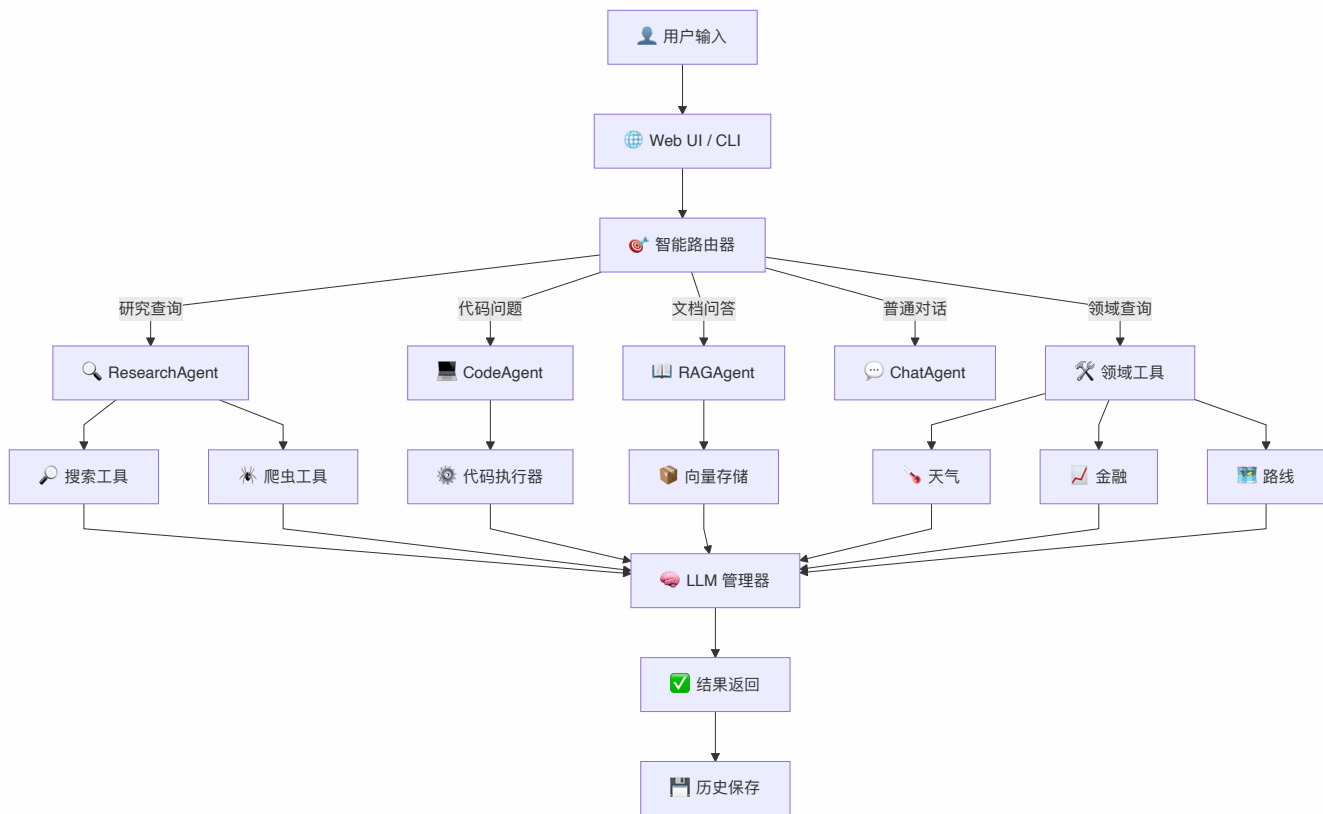 👤 用户输入
🌐 Web UI / CLI
🎯 智能路由器
研究查询
代码问题
文档问答
普通对话
领域查询
🔍 ResearchAgent
💻 CodeAgent
📖 RAGAgent
💬 ChatAgent
🛠️ 领域工具
🔎 搜索工具
🕷️ 爬虫工具
⚙️ 代码执行器
📦 向量存储
🌡️ 天气
📈 金融
🗺️ 路线
🧠 LLM 管理器
✅ 结果返回
💾 历史保存